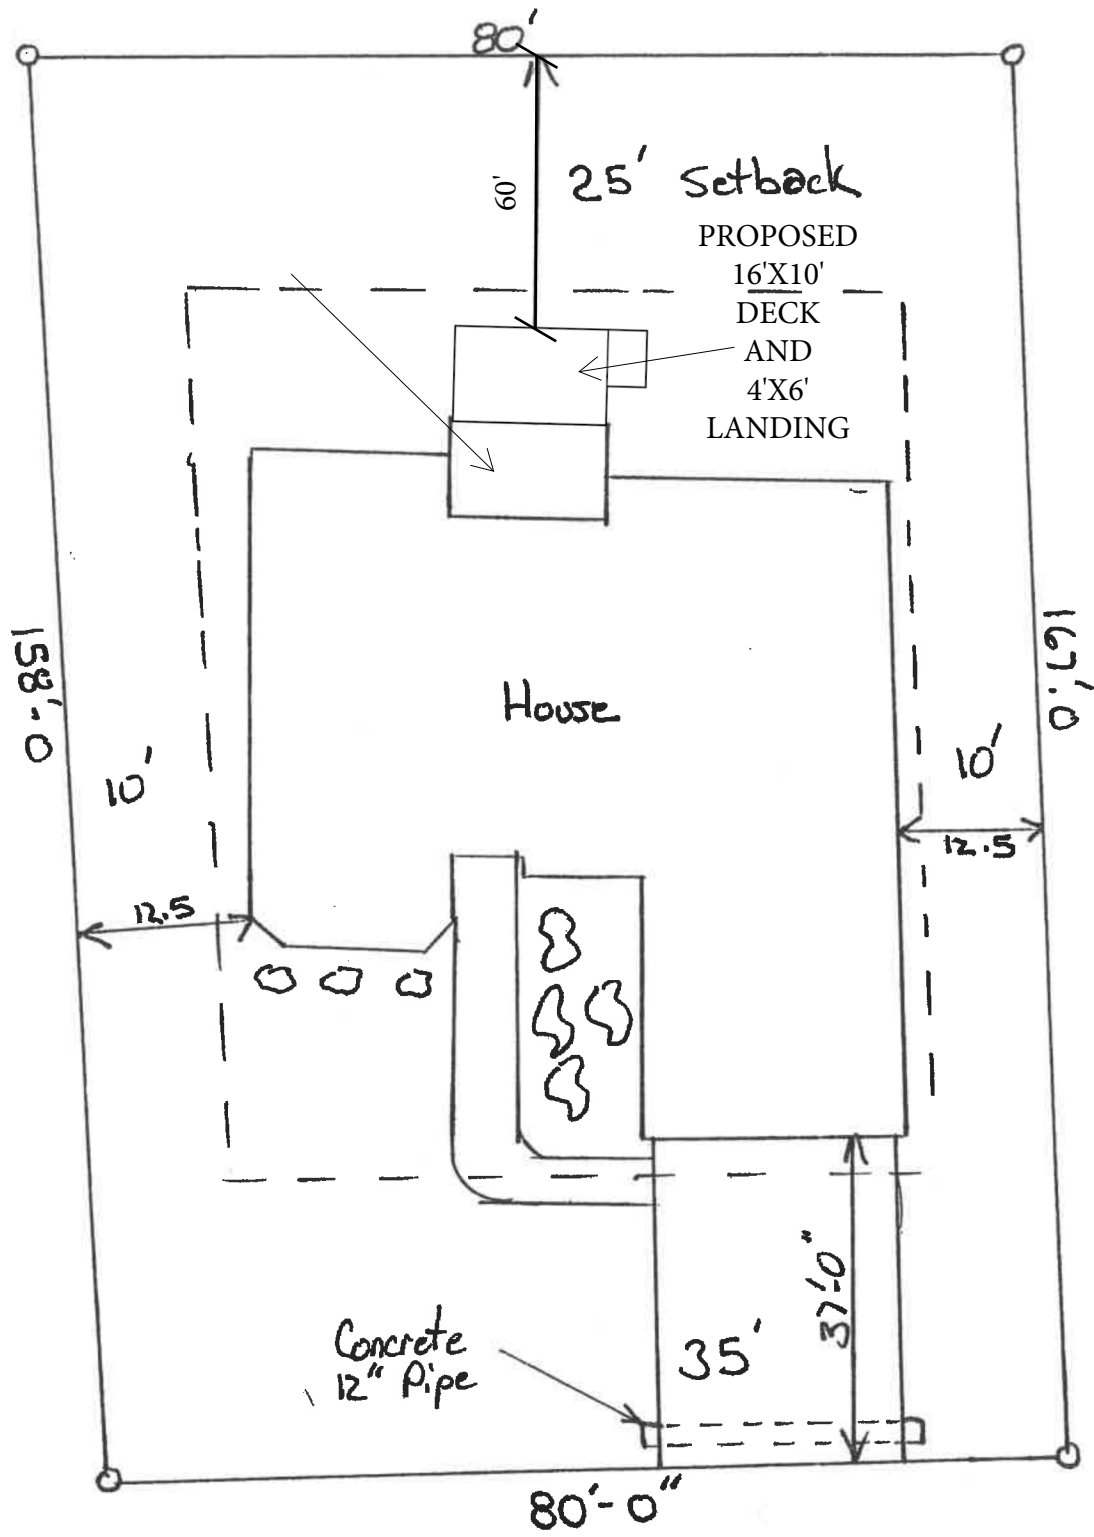 80'
60'
25' Setback
PROPOSED
16'X10'
DECK
AND
4'X6'
LANDING
158'-0
167'.0
House
10'
10'
12.5
12.5
37'-0"
Concrete
12" Pipe
35'
80'-0"